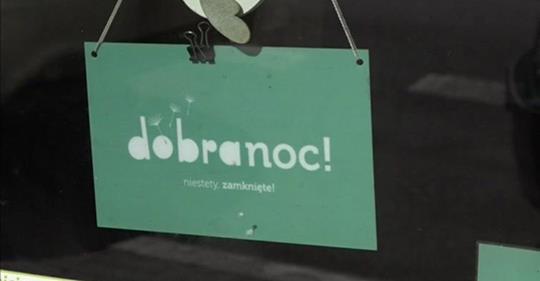 dobranoc!
niestety, zamknięte!